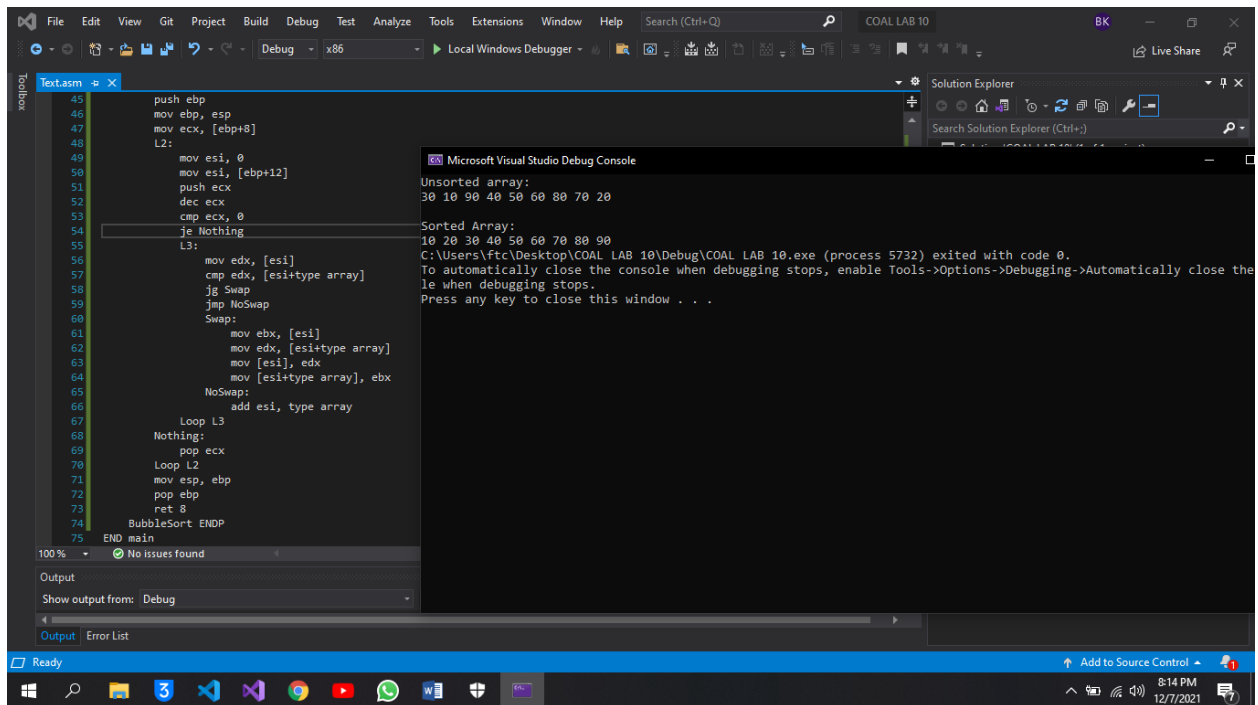 File Edit View Git Project Build Debug Test Analyze Tools Extensions Window Help Search (Ctrl+Q) COAL LAB 10 BK
Debug x86 Local Windows Debugger Live Share
Toolbox
Text.asm
Solution Explorer
Search Solution Explorer (Ctrl+;)
45 push ebp
46 mov ebp, esp
47 mov ecx, [ebp+8]
48 L2:
49 mov esi, 0
50 mov esi, [ebp+12]
51 push ecx
52 dec ecx
53 cmp ecx, 0
54 je Nothing
55 L3:
56 mov edx, [esi]
57 cmp edx, [esi+type array]
58 jg Swap
59 jmp NoSwap
60 Swap:
61 mov ebx, [esi]
62 mov edx, [esi+type array]
63 mov [esi], edx
64 mov [esi+type array], ebx
65 NoSwap:
66 add esi, type array
67 Loop L3
68 Nothing:
69 pop ecx
70 Loop L2
71 mov esp, ebp
72 pop ebp
73 ret 8
74 BubbleSort ENDP
75 END main
100 % No issues found
Microsoft Visual Studio Debug Console
Unsorted array:
30 10 90 40 50 60 80 70 20
Sorted Array:
10 20 30 40 50 60 70 80 90
C:\Users\ftc\Desktop\COAL LAB 10\Debug\COAL LAB 10.exe (process 5732) exited with code 0.
To automatically close the console when debugging stops, enable Tools->Options->Debugging->Automatically close the
le when debugging stops.
Press any key to close this window . . .
Output
Show output from: Debug
Output Error List
Ready
Add to Source Control 1
8:14 PM
12/7/2021
7